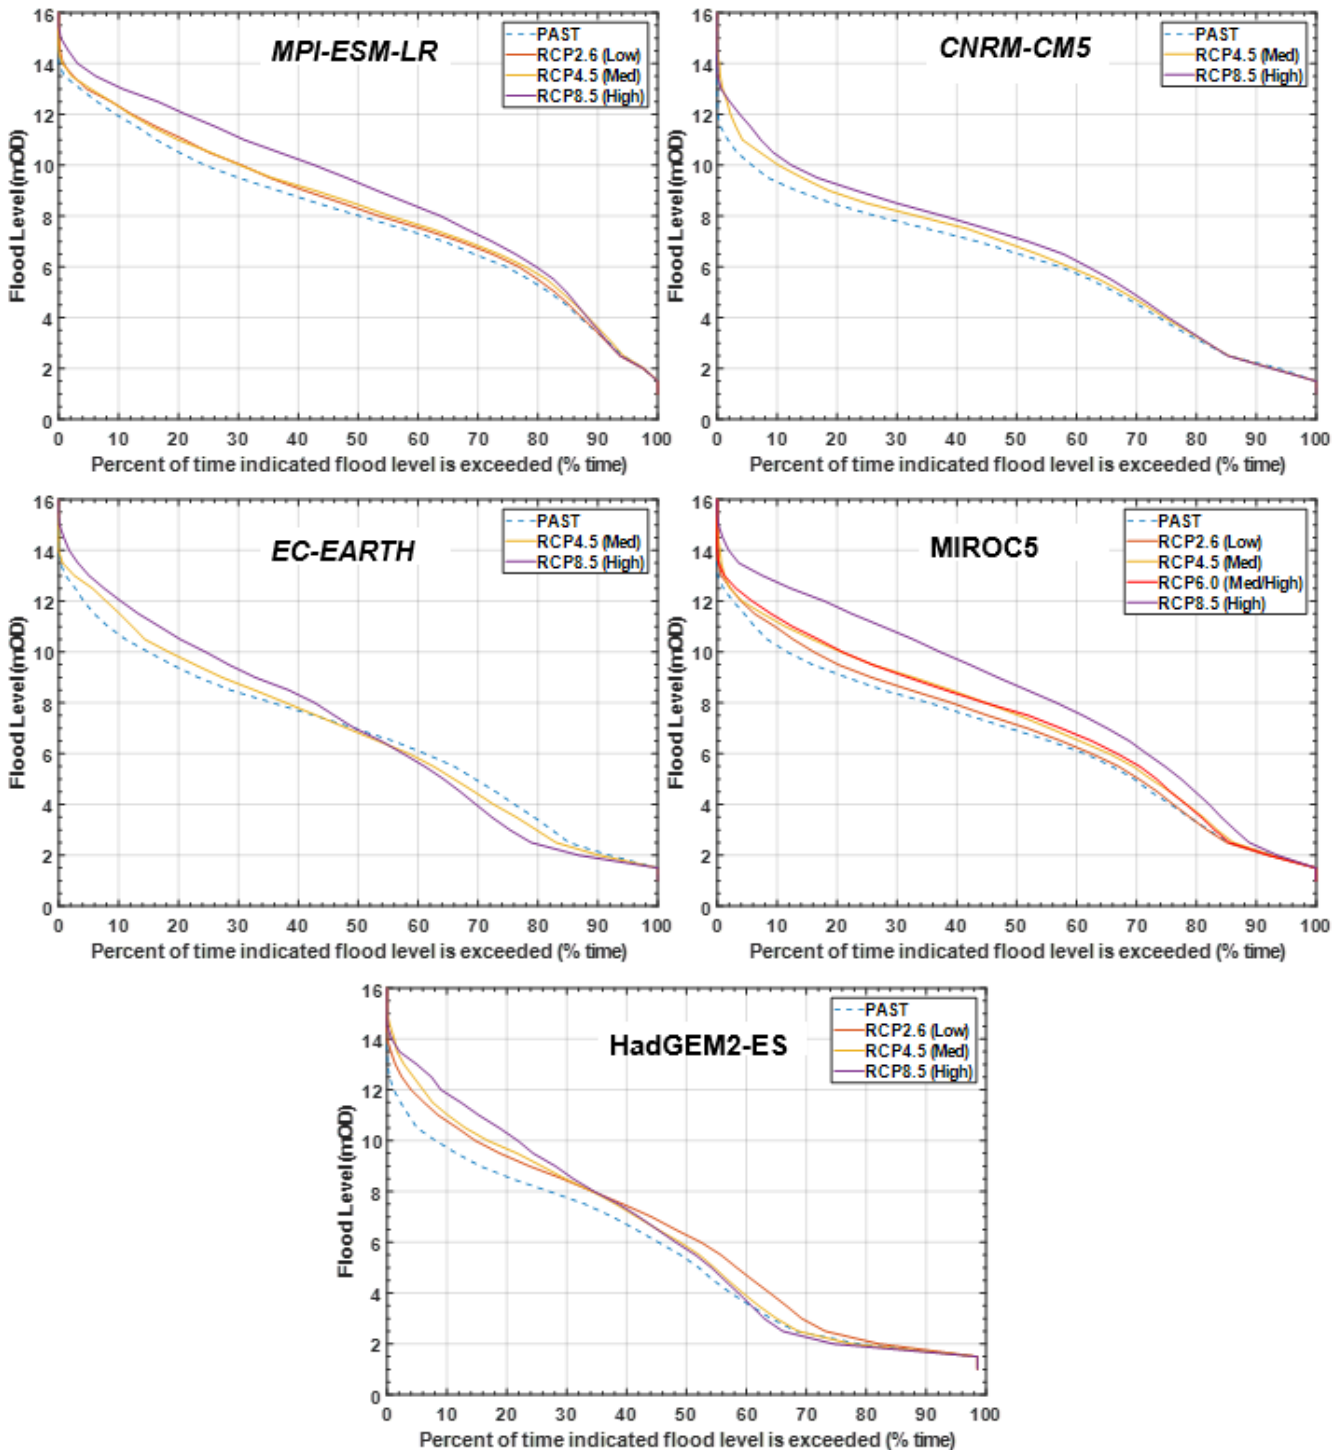 MPI-ESM-LR
PAST
RCP2.6 (Low)
RCP4.5 (Med)
RCP8.5 (High)
Flood Level (mOD)
16
14
12
10
8
6
4
2
0
0 10 20 30 40 50 60 70 80 90 100
Percent of time indicated flood level is exceeded (% time)
CNRM-CM5
PAST
RCP4.5 (Med)
RCP8.5 (High)
Flood Level (mOD)
16
14
12
10
8
6
4
2
0
0 10 20 30 40 50 60 70 80 90 100
Percent of time indicated flood level is exceeded (% time)
EC-EARTH
PAST
RCP4.5 (Med)
RCP8.5 (High)
Flood Level (mOD)
16
14
12
10
8
6
4
2
0
0 10 20 30 40 50 60 70 80 90 100
Percent of time indicated flood level is exceeded (% time)
MIROC5
PAST
RCP2.6 (Low)
RCP4.5 (Med)
RCP6.0 (Med/High)
RCP8.5 (High)
Flood Level (mOD)
16
14
12
10
8
6
4
2
0
0 10 20 30 40 50 60 70 80 90 100
Percent of time indicated flood level is exceeded (% time)
HadGEM2-ES
PAST
RCP2.6 (Low)
RCP4.5 (Med)
RCP8.5 (High)
Flood Level (mOD)
16
14
12
10
8
6
4
2
0
0 10 20 30 40 50 60 70 80 90 100
Percent of time indicated flood level is exceeded (% time)